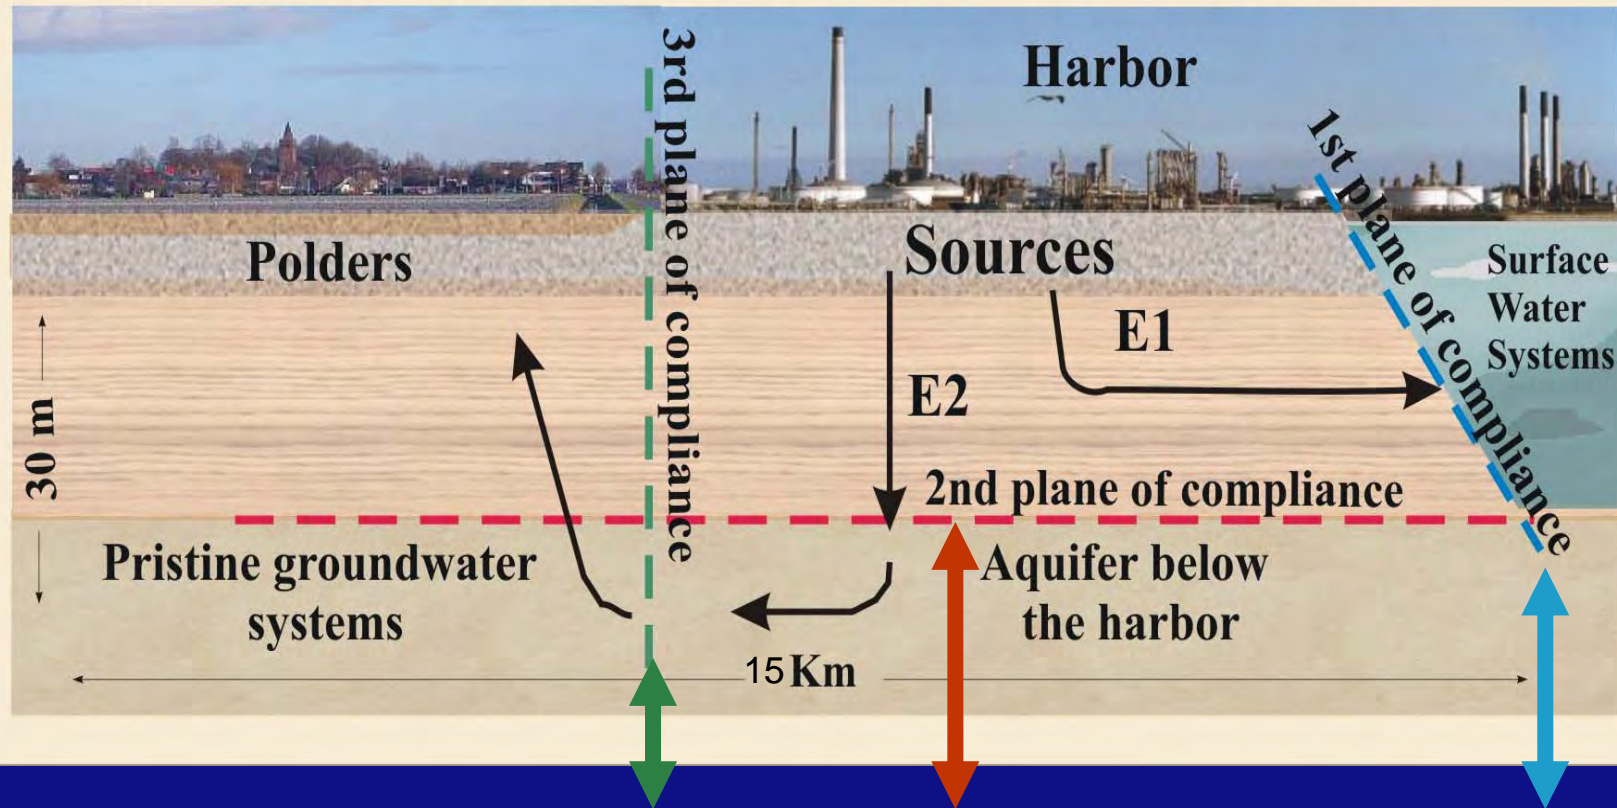 Harbor
3rd plane of compliance
1st plane of compliance
Polders
Sources
Surface
Water
Systems
E1
E2
30 m
2nd plane of compliance
Pristine groundwater
systems
Aquifer below
the harbor
15 Km